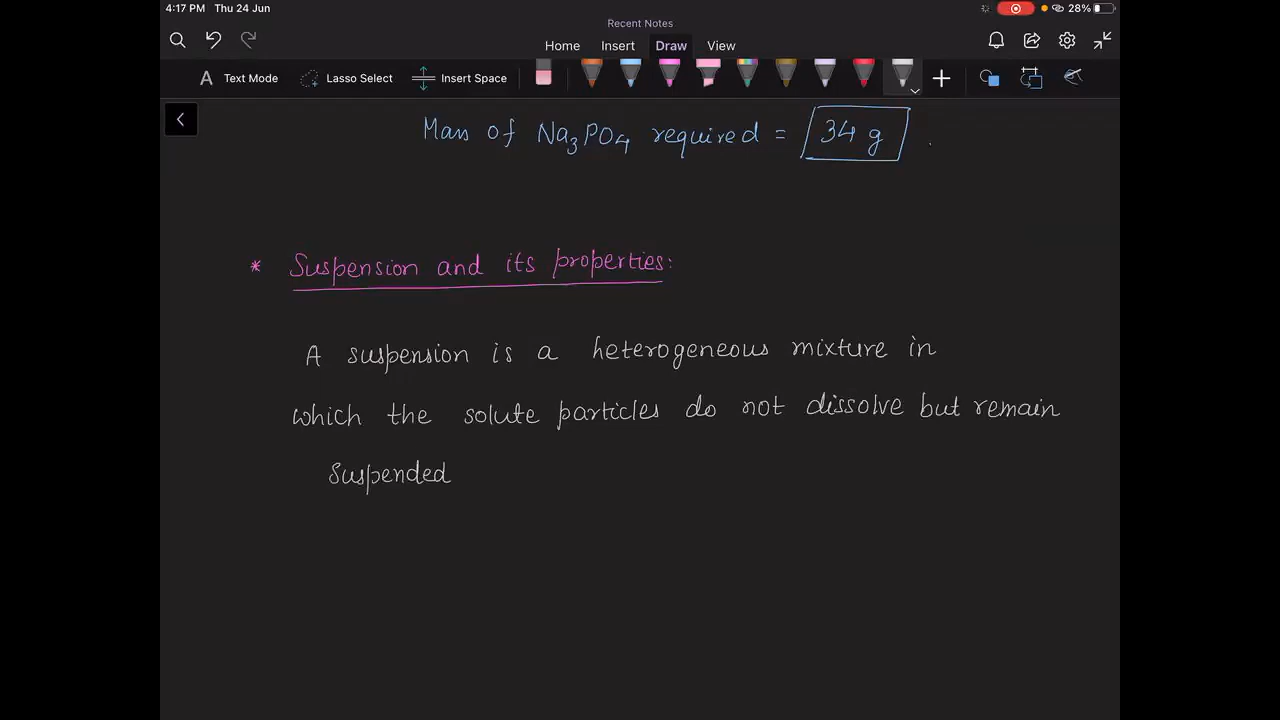 4:17 PM Thu 24 Jun
28%
Recent Notes
Home Insert Draw View
A Text Mode Lasso Select Insert Space
Mass of Na₃PO₄ required = 34 g .
* Suspension and its properties:
A suspension is a heterogeneous mixture in
which the solute particles do not dissolve but remain
suspended